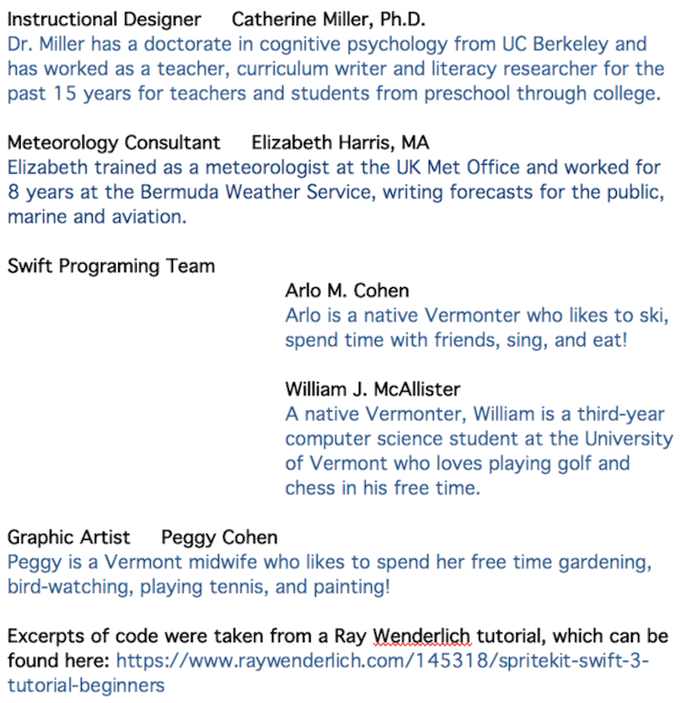 Instructional Designer Catherine Miller, Ph.D.
Dr. Miller has a doctorate in cognitive psychology from UC Berkeley and
has worked as a teacher, curriculum writer and literacy researcher for the
past 15 years for teachers and students from preschool through college.
Meteorology Consultant Elizabeth Harris, MA
Elizabeth trained as a meteorologist at the UK Met Office and worked for
8 years at the Bermuda Weather Service, writing forecasts for the public,
marine and aviation.
Swift Programing Team
Arlo M. Cohen
Arlo is a native Vermonter who likes to ski,
spend time with friends, sing, and eat!
William J. McAllister
A native Vermonter, William is a third-year
computer science student at the University
of Vermont who loves playing golf and
chess in his free time.
Graphic Artist Peggy Cohen
Peggy is a Vermont midwife who likes to spend her free time gardening,
bird-watching, playing tennis, and painting!
Excerpts of code were taken from a Ray Wenderlich tutorial, which can be
found here: https://www.raywenderlich.com/145318/spritekit-swift-3-
tutorial-beginners